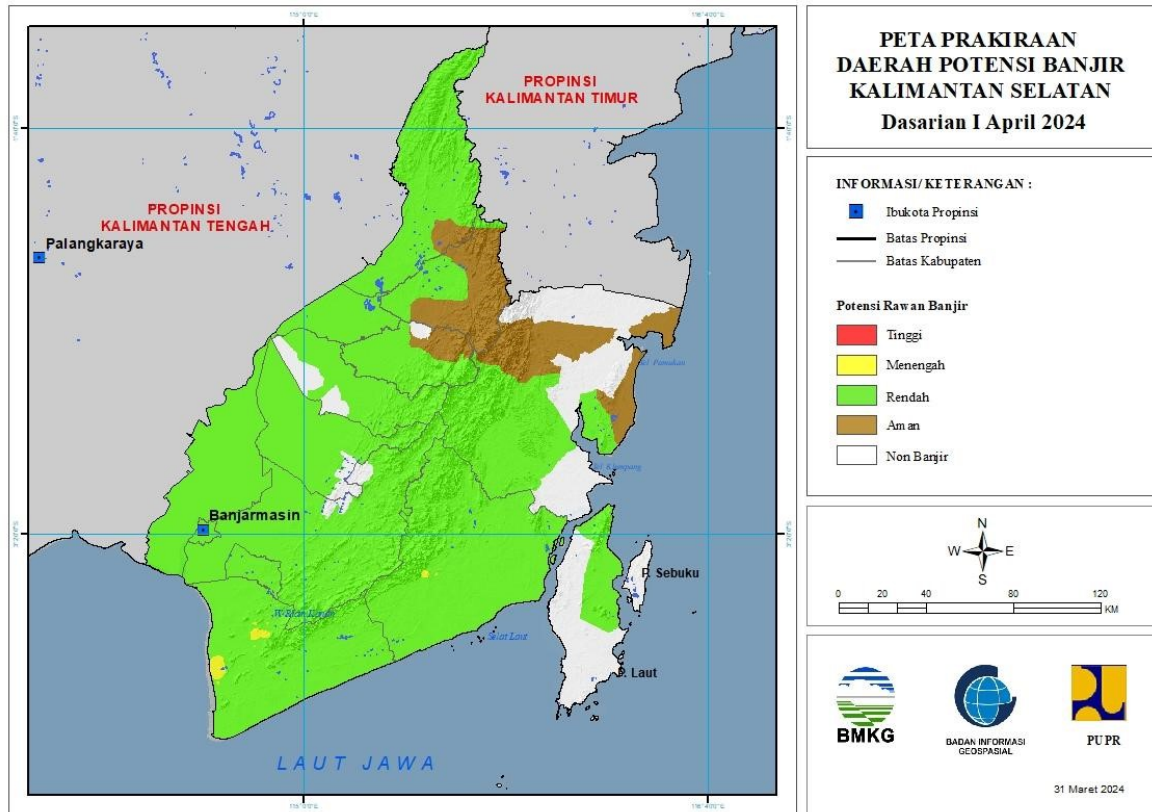 PETA PRAKIRAAN
DAERAH POTENSI BANJIR
KALIMANTAN SELATAN
Dasarian I April 2024
INFORMASI/KETERANGAN :
Ibukota Propinsi
Batas Propinsi
Batas Kabupaten
Potensi Rawan Banjir
Tinggi
Menengah
Rendah
Aman
Non Banjir
N
W E
S
0 20 40 80 120
KM
BMKG
BADAN INFORMASI
GEOSPASIAL
PUPR
31 Maret 2024
PROPINSI
KALIMANTAN TIMUR
PROPINSI
KALIMANTAN TENGAH
Palangkaraya
Banjarmasin
P. Sebuku
P. Laut
Selat Laut
LAUT JAWA